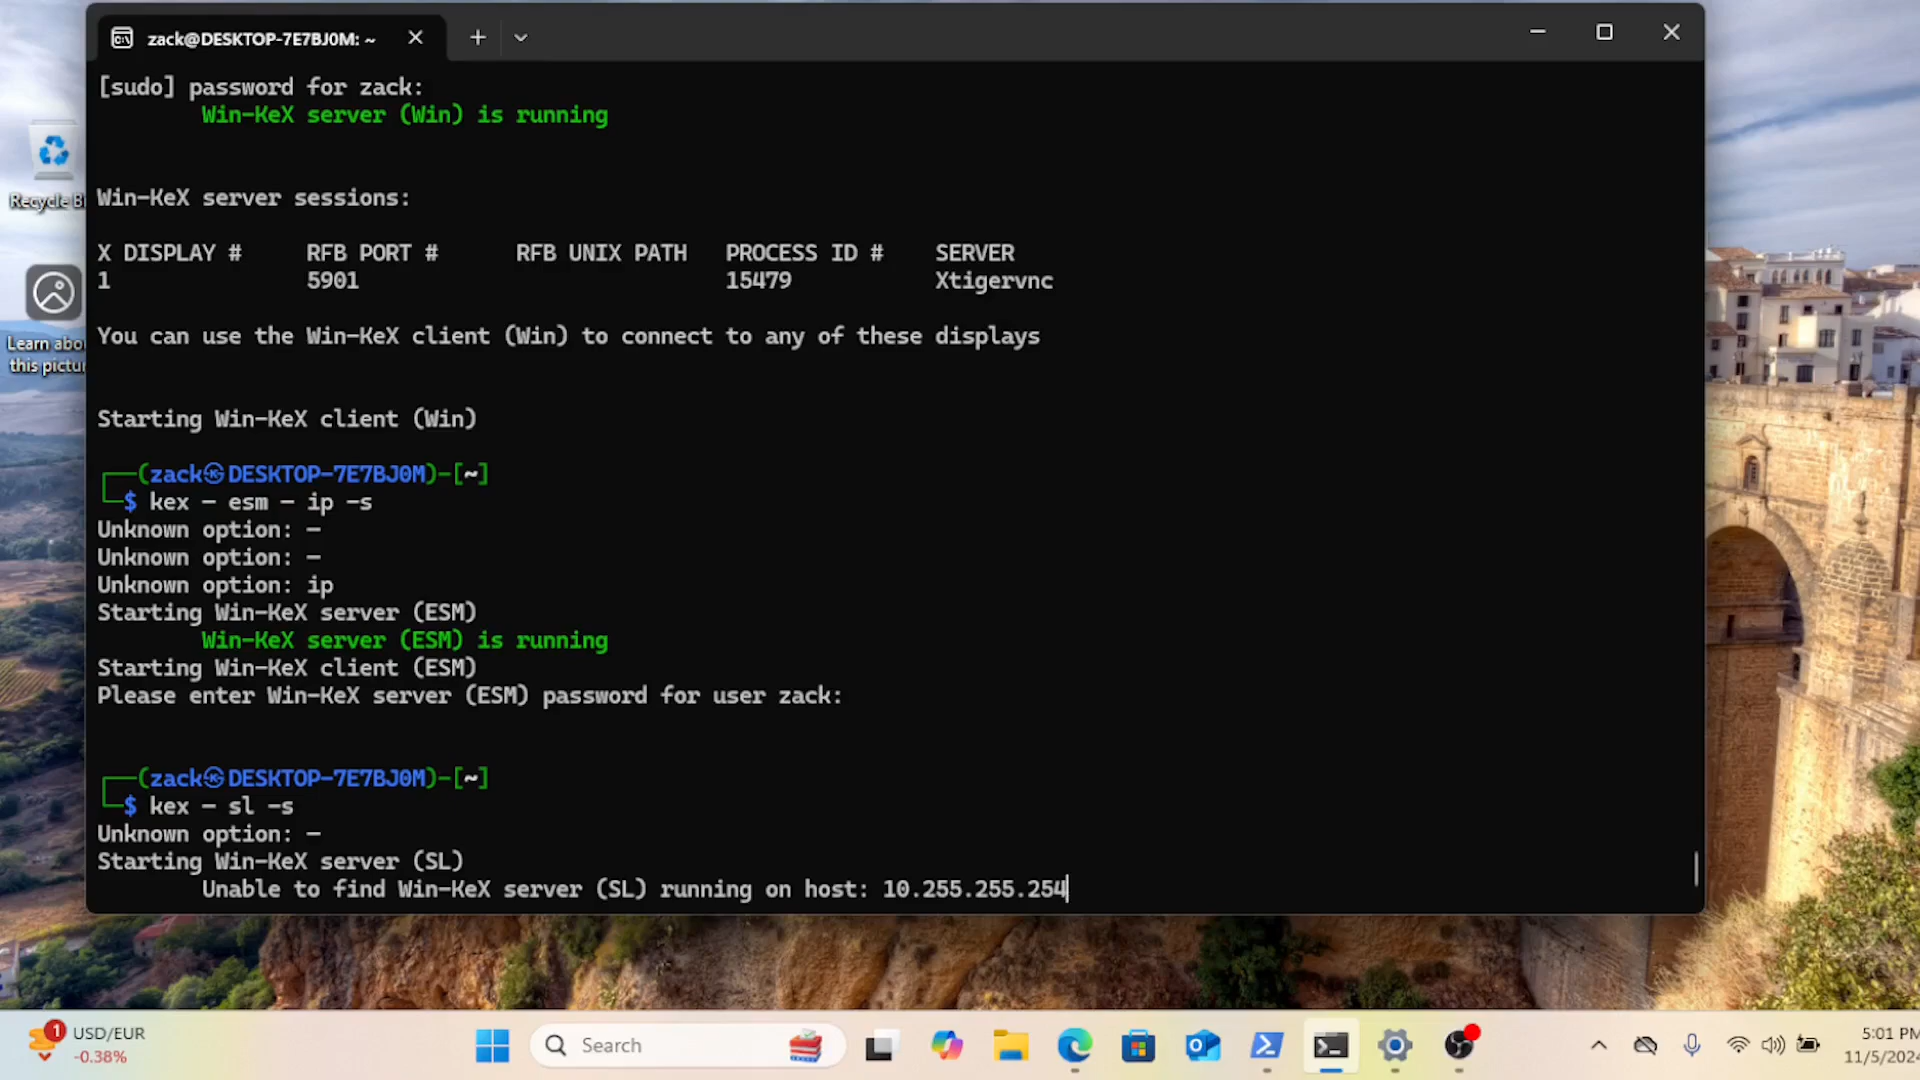 zack@DESKTOP-7E7BJ0M: ~
[sudo] password for zack:
Win-KeX server (Win) is running
Win-KeX server sessions:
X DISPLAY # RFB PORT # RFB UNIX PATH PROCESS ID # SERVER
1 5901 15479 Xtigervnc
You can use the Win-KeX client (Win) to connect to any of these displays
Starting Win-KeX client (Win)
┌──(zack㉿DESKTOP-7E7BJ0M)-[~]
└─$ kex – esm – ip -s
Unknown option: –
Unknown option: –
Unknown option: ip
Starting Win-KeX server (ESM)
Win-KeX server (ESM) is running
Starting Win-KeX client (ESM)
Please enter Win-KeX server (ESM) password for user zack:
┌──(zack㉿DESKTOP-7E7BJ0M)-[~]
└─$ kex – sl -s
Unknown option: –
Starting Win-KeX server (SL)
Unable to find Win-KeX server (SL) running on host: 10.255.255.254
Recycle B
Learn abo
this pictu
1
USD/EUR
-0.38%
Search
5:01 PM
11/5/2024